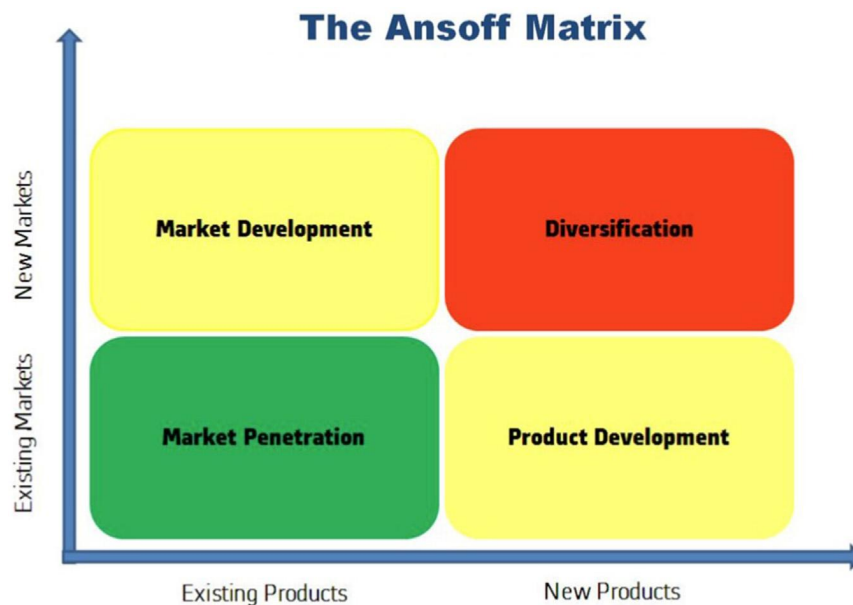 The Ansoff Matrix
New Markets
Market Development
Diversification
Existing Markets
Market Penetration
Product Development
Existing Products
New Products